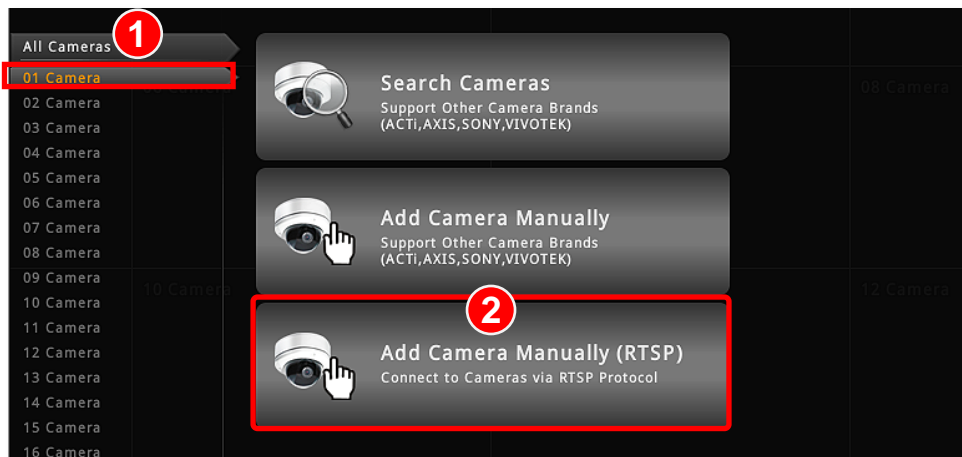 1
All Cameras
01 Camera
02 Camera
03 Camera
04 Camera
05 Camera
06 Camera
07 Camera
08 Camera
09 Camera
10 Camera
11 Camera
12 Camera
13 Camera
14 Camera
15 Camera
16 Camera
Search Cameras
Support Other Camera Brands
(ACTi,AXIS,SONY,VIVOTEK)
Add Camera Manually
Support Other Camera Brands
(ACTi,AXIS,SONY,VIVOTEK)
2
Add Camera Manually (RTSP)
Connect to Cameras via RTSP Protocol
08 Camera
10 Camera
12 Camera